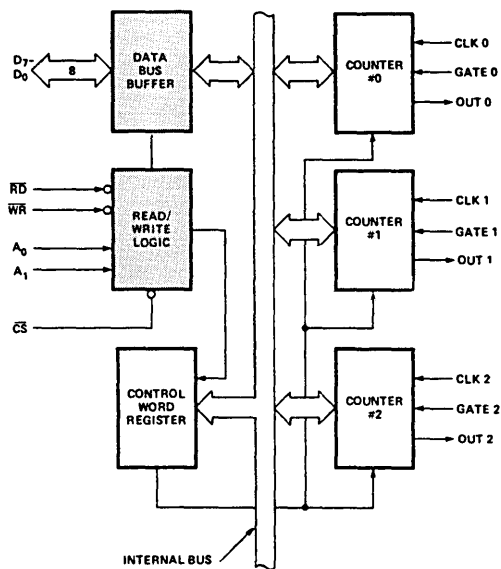 D7-
D0
8
DATA
BUS
BUFFER
RD
WR
A0
A1
CS
READ/
WRITE
LOGIC
CONTROL
WORD
REGISTER
INTERNAL BUS
COUNTER
#0
CLK 0
GATE 0
OUT 0
COUNTER
#1
CLK 1
GATE 1
OUT 1
COUNTER
#2
CLK 2
GATE 2
OUT 2